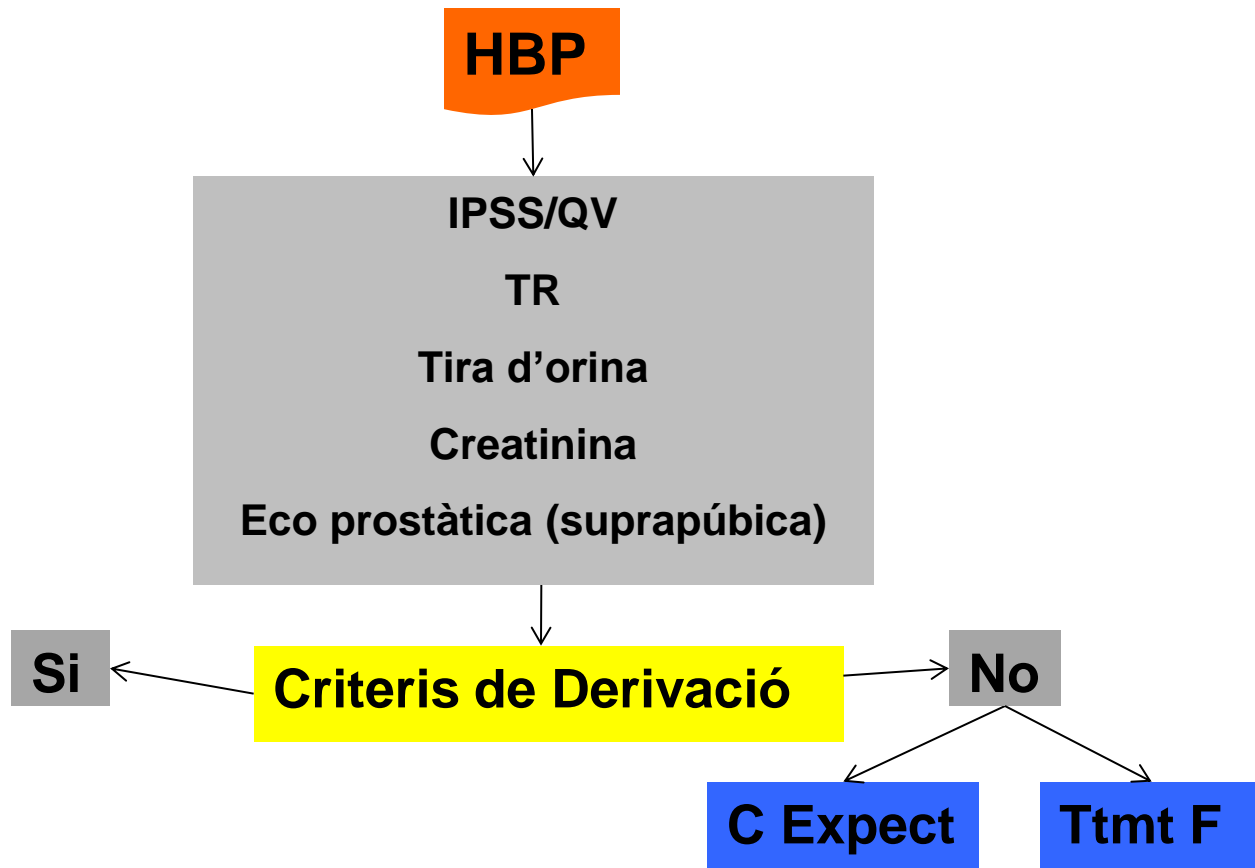 HBP
IPSS/QV
TR
Tira d’orina
Creatinina
Eco prostàtica (suprapúbica)
Si
Criteris de Derivació
No
C Expect
Ttmt F